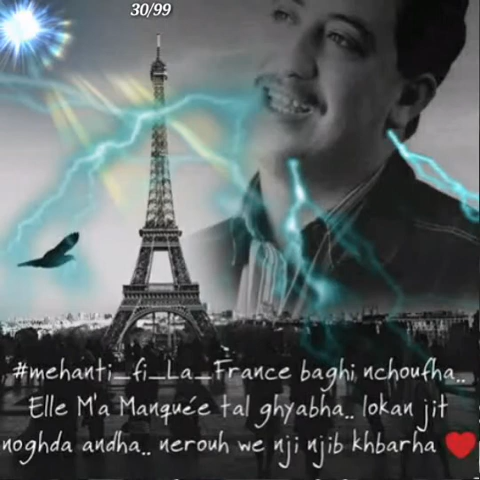 30/99
#mehanti_fi_La_France baghi nchoufha..
Elle M'a Manquée tal ghyabha.. lokan jit
noghda andha.. nerouh we nji njib khbarha ❤️